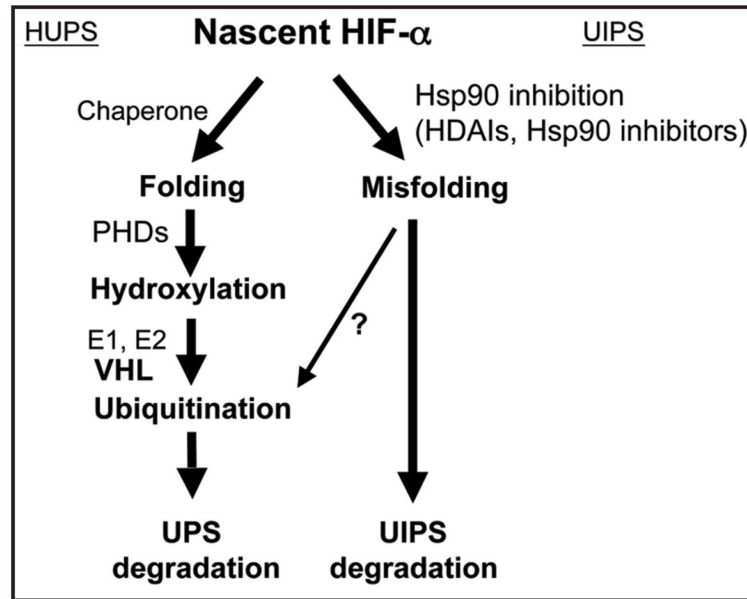 HUPS
Nascent HIF-α
UIPS
Chaperone
Hsp90 inhibition
(HDAIs, Hsp90 inhibitors)
Folding
Misfolding
PHDs
Hydroxylation
?
E1, E2
VHL
Ubiquitination
UPS
degradation
UIPS
degradation